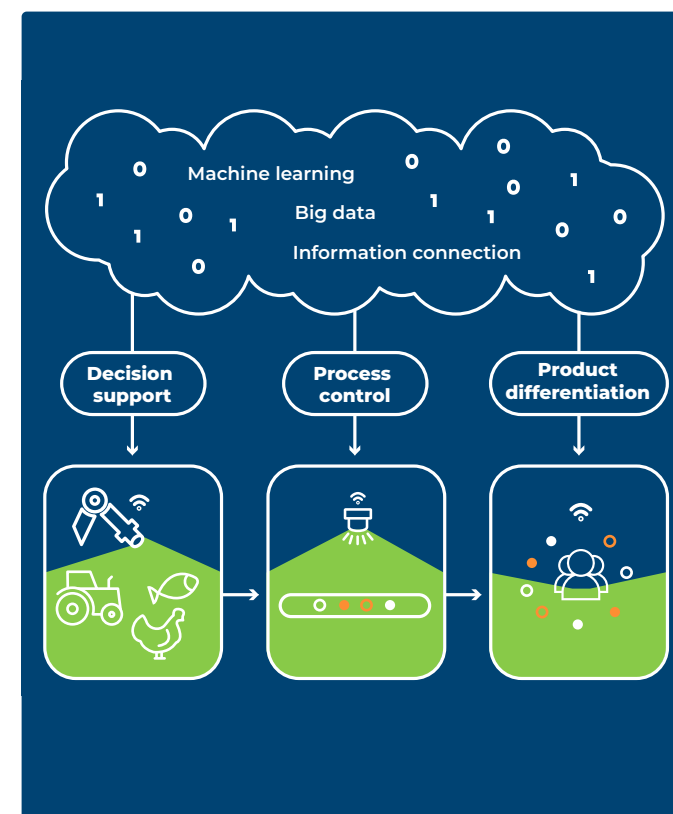 0
Machine learning
0
0
1
0
1
1
0
1
Big data
1
0
0
1
0
Information connection
0
1
Decision
support
Process
control
Product
differentiation